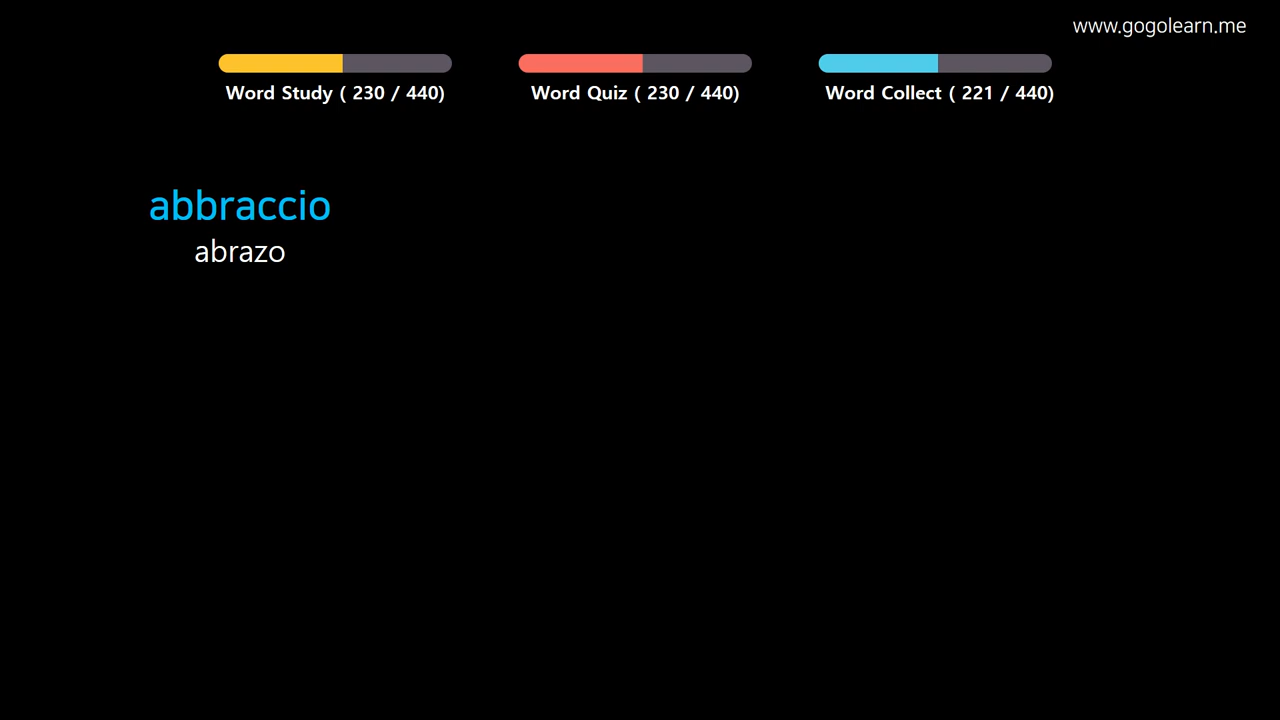 www.gogolearn.me
Word Study ( 230 / 440)
Word Quiz ( 230 / 440)
Word Collect ( 221 / 440)
abbraccio
abrazo